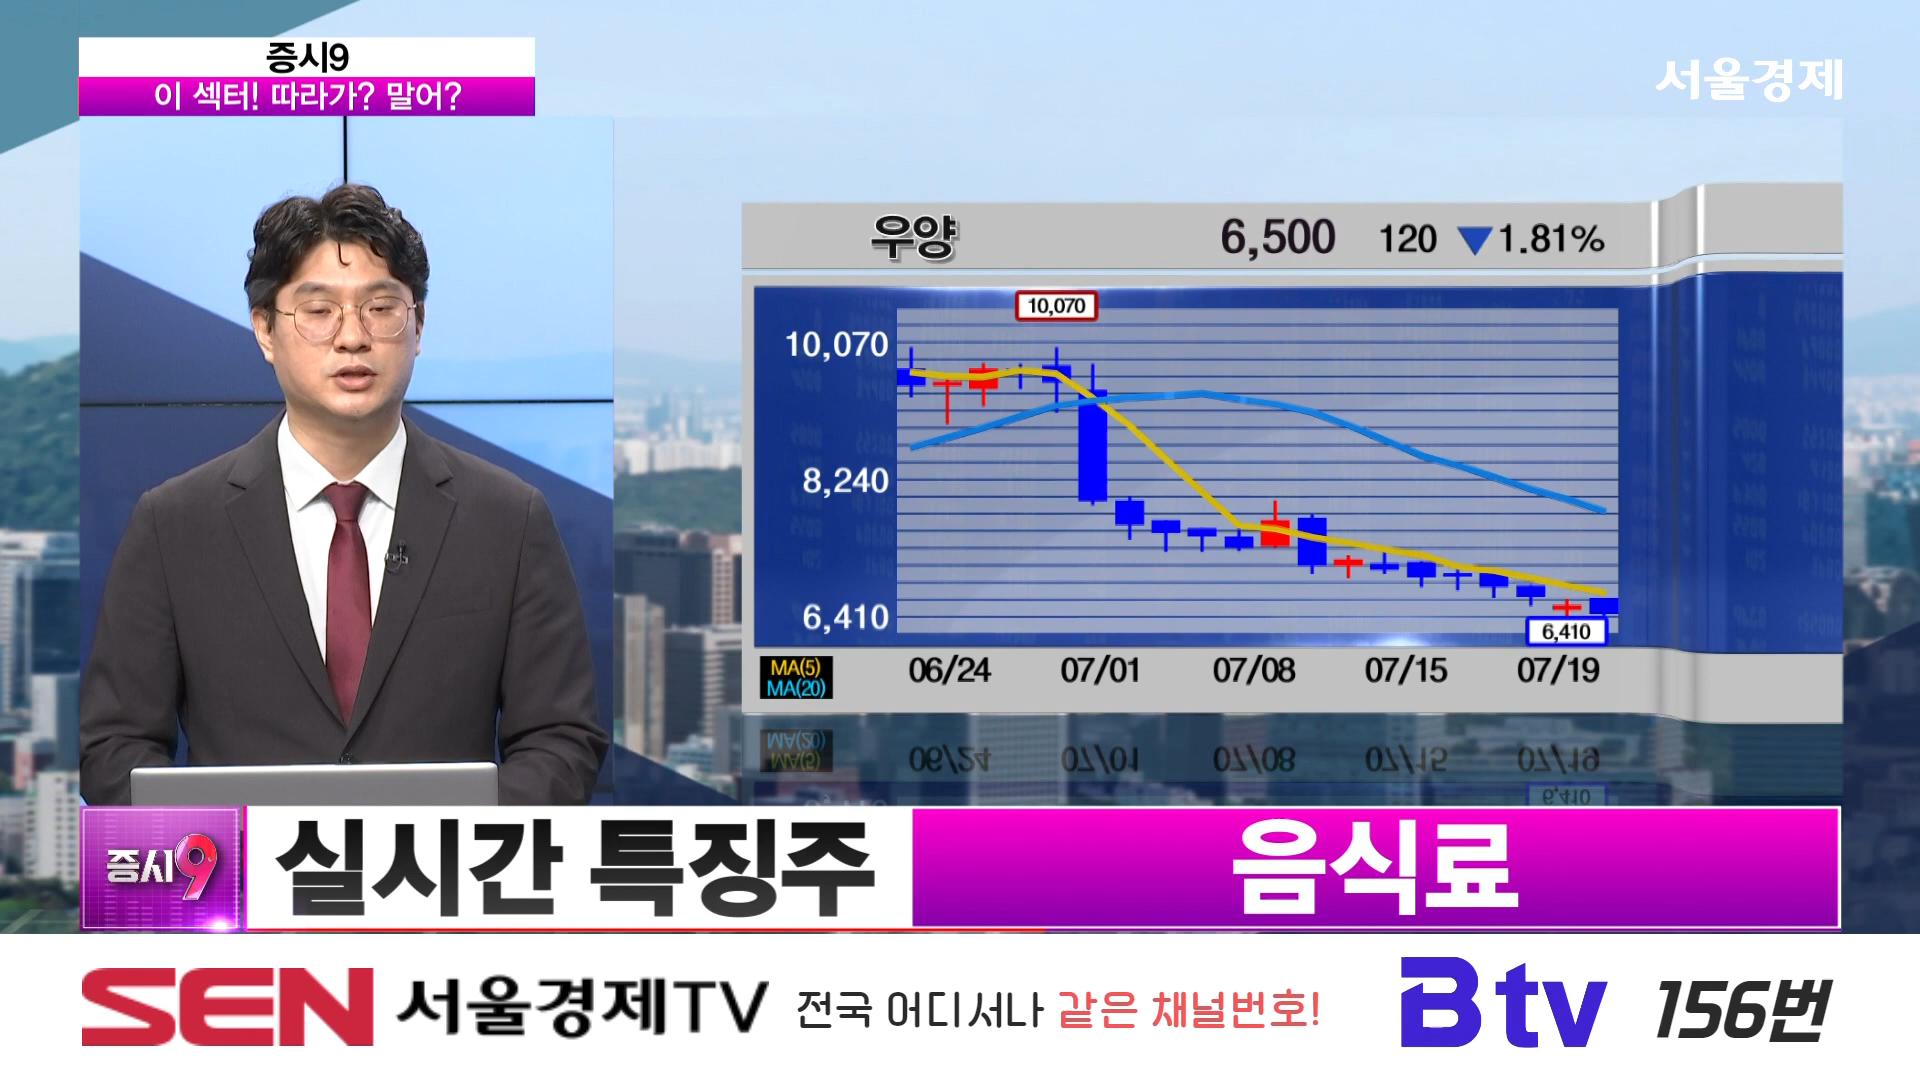 증시9
이 섹터! 따라가? 말어?
서울경제
우양 6,500 120 ▼1.81%
10,070
10,070
8,240
6,410
6,410
MA(5)
MA(20)
06/24 07/01 07/08 07/15 07/19
증시9
실시간 특징주 음식료
SEN 서울경제TV 전국 어디서나 같은 채널번호! B tv 156번